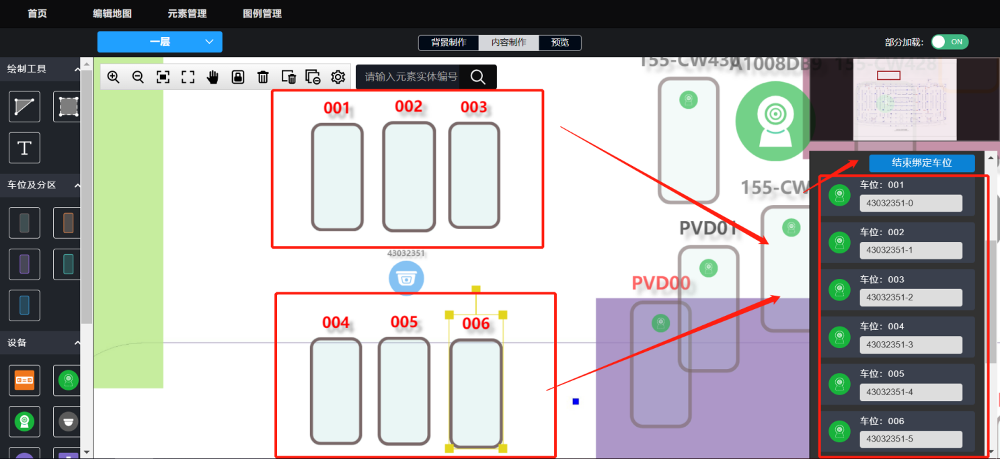 首页 编辑地图 元素管理 图例管理
一层
背景制作 内容制作 预览
部分加载: ON
绘制工具
T
车位及分区
设备
请输入元素实体编号
001 002 003
43032351
004 005 006
155-CW430
A1008DB9
155-CW428
155-CW
PVD01
PVD00
结束绑定车位
车位: 001
43032351-0
车位: 002
43032351-1
车位: 003
43032351-2
车位: 004
43032351-3
车位: 005
43032351-4
车位: 006
43032351-5